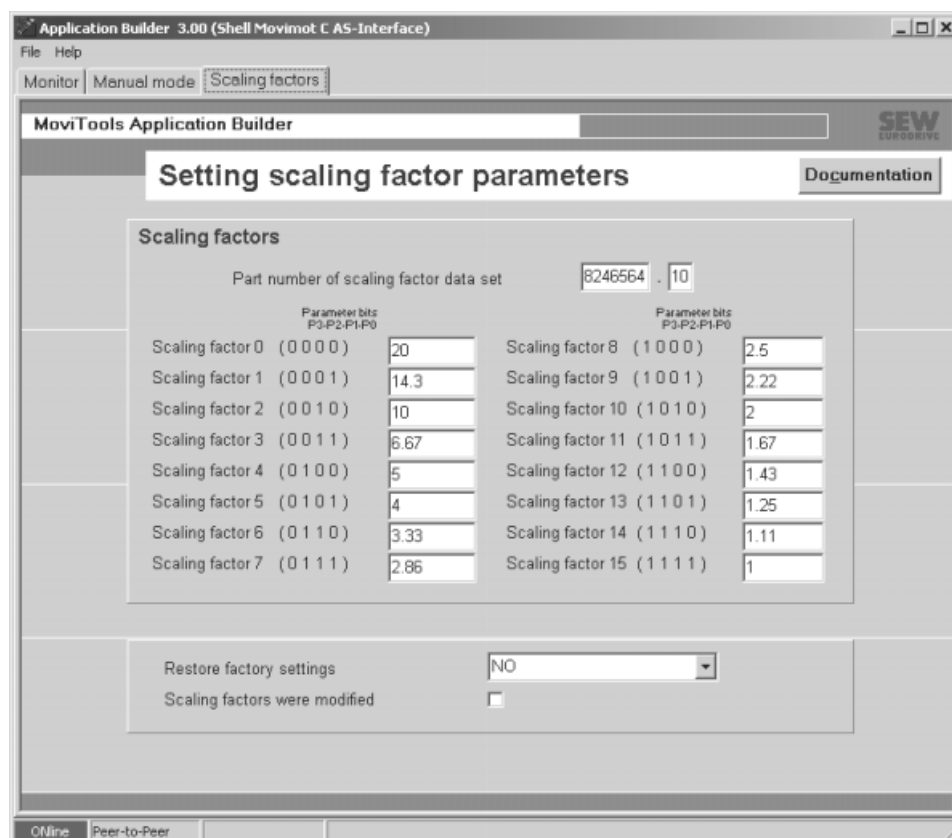 Application Builder 3.00 (Shell Movimot C AS-Interface)
File Help
Monitor Manual mode Scaling factors
MoviTools Application Builder
SEW
EURODRIVE
Setting scaling factor parameters
Documentation
Scaling factors
Part number of scaling factor data set 8246564 . 10
Parameter bits
P3-P2-P1-P0
Parameter bits
P3-P2-P1-P0
Scaling factor 0 ( 0 0 0 0 ) 20 Scaling factor 8 ( 1 0 0 0 ) 2.5
Scaling factor 1 ( 0 0 0 1 ) 14.3 Scaling factor 9 ( 1 0 0 1 ) 2.22
Scaling factor 2 ( 0 0 1 0 ) 10 Scaling factor 10 ( 1 0 1 0 ) 2
Scaling factor 3 ( 0 0 1 1 ) 6.67 Scaling factor 11 ( 1 0 1 1 ) 1.67
Scaling factor 4 ( 0 1 0 0 ) 5 Scaling factor 12 ( 1 1 0 0 ) 1.43
Scaling factor 5 ( 0 1 0 1 ) 4 Scaling factor 13 ( 1 1 0 1 ) 1.25
Scaling factor 6 ( 0 1 1 0 ) 3.33 Scaling factor 14 ( 1 1 1 0 ) 1.11
Scaling factor 7 ( 0 1 1 1 ) 2.86 Scaling factor 15 ( 1 1 1 1 ) 1
Restore factory settings NO
Scaling factors were modified
ONline Peer-to-Peer